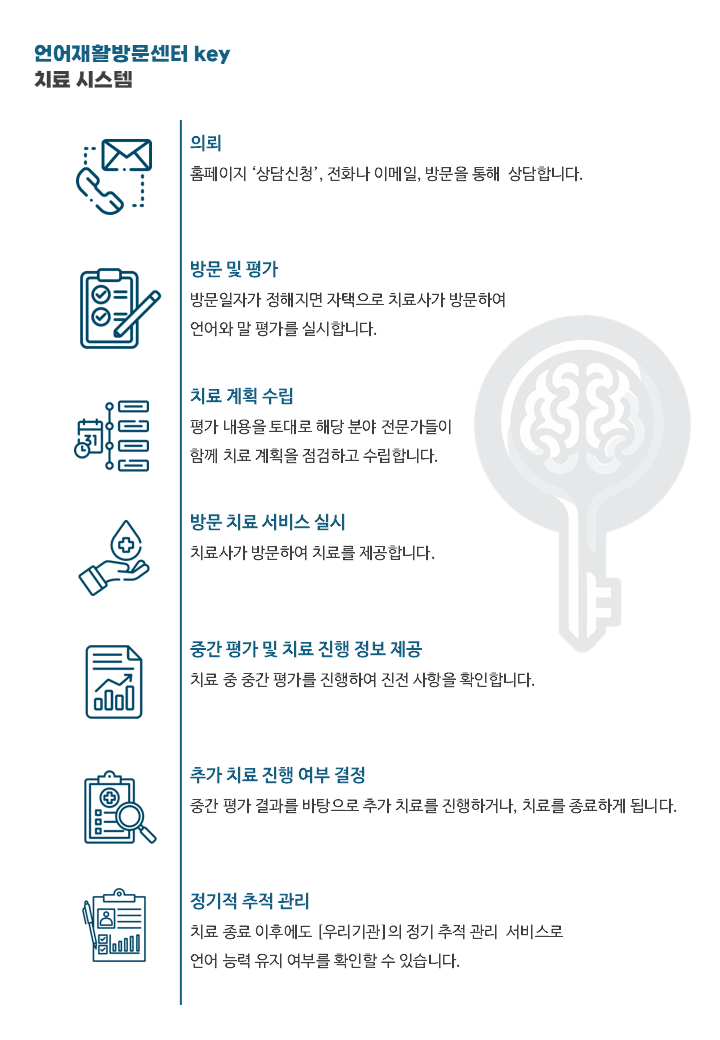 언어재활방문센터 key
치료 시스템
의뢰
홈페이지 ‘상담신청’, 전화나 이메일, 방문을 통해 상담합니다.
방문 및 평가
방문일자가 정해지면 자택으로 치료사가 방문하여
언어와 말 평가를 실시합니다.
치료 계획 수립
평가 내용을 토대로 해당 분야 전문가들이
31
함께 치료 계획을 점검하고 수립합니다.
방문 치료 서비스 실시
치료사가 방문하여 치료를 제공합니다.
중간 평가 및 치료 진행 정보 제공
치료 중 중간 평가를 진행하여 진전 사항을 확인합니다.
추가 치료 진행 여부 결정
중간 평가 결과를 바탕으로 추가 치료를 진행하거나, 치료를 종료하게 됩니다.
정기적 추적 관리
치료 종료 이후에도 [우리기관]의 정기 추적 관리 서비스로
언어 능력 유지 여부를 확인할 수 있습니다.